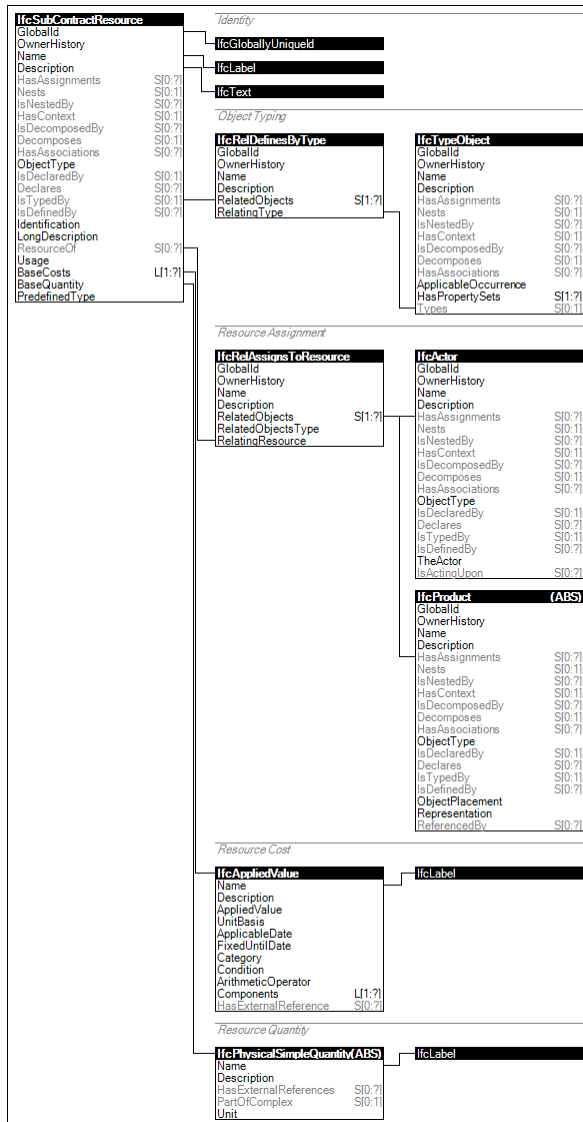 IfcSubContractResource
GlobalId
OwnerHistory
Name
Description
HasAssignments S[0:?]
Nests S[0:1]
IsNestedBy S[0:?]
HasContext S[0:1]
IsDecomposedBy S[0:?]
Decomposes S[0:1]
HasAssociations S[0:?]
ObjectType
IsDeclaredBy S[0:1]
Declares S[0:?]
IsTypedBy S[0:1]
IsDefinedBy S[0:?]
Identification
LongDescription
ResourceOf S[0:?]
Usage
BaseCosts L[1:?]
BaseQuantity
PredefinedType
Identity
IfcGloballyUniqueId
IfcLabel
IfcText
Object Typing
IfcRelDefinesByType
GlobalId
OwnerHistory
Name
Description
RelatedObjects S[1:?]
RelatingType
IfcTypeObject
GlobalId
OwnerHistory
Name
Description
HasAssignments S[0:?]
Nests S[0:1]
IsNestedBy S[0:?]
HasContext S[0:1]
IsDecomposedBy S[0:?]
Decomposes S[0:1]
HasAssociations S[0:?]
ApplicableOccurrence
HasPropertySets S[1:?]
Types S[0:1]
Resource Assignment
IfcRelAssignsToResource
GlobalId
OwnerHistory
Name
Description
RelatedObjects S[1:?]
RelatedObjectsType
RelatingResource
IfcActor
GlobalId
OwnerHistory
Name
Description
HasAssignments S[0:?]
Nests S[0:1]
IsNestedBy S[0:?]
HasContext S[0:1]
IsDecomposedBy S[0:?]
Decomposes S[0:1]
HasAssociations S[0:?]
ObjectType
IsDeclaredBy S[0:1]
Declares S[0:?]
IsTypedBy S[0:1]
IsDefinedBy S[0:?]
TheActor
IsActingUpon S[0:?]
IfcProduct (ABS)
GlobalId
OwnerHistory
Name
Description
HasAssignments S[0:?]
Nests S[0:1]
IsNestedBy S[0:?]
HasContext S[0:1]
IsDecomposedBy S[0:?]
Decomposes S[0:1]
HasAssociations S[0:?]
ObjectType
IsDeclaredBy S[0:1]
Declares S[0:?]
IsTypedBy S[0:1]
IsDefinedBy S[0:?]
ObjectPlacement
Representation
ReferencedBy S[0:?]
Resource Cost
IfcAppliedValue
Name
Description
AppliedValue
UnitBasis
ApplicableDate
FixedUntilDate
Category
Condition
ArithmeticOperator
Components L[1:?]
HasExternalReference S[0:?]
IfcLabel
Resource Quantity
IfcPhysicalSimpleQuantity(ABS)
Name
Description
HasExternalReferences S[0:?]
PartOfComplex S[0:1]
Unit
IfcLabel